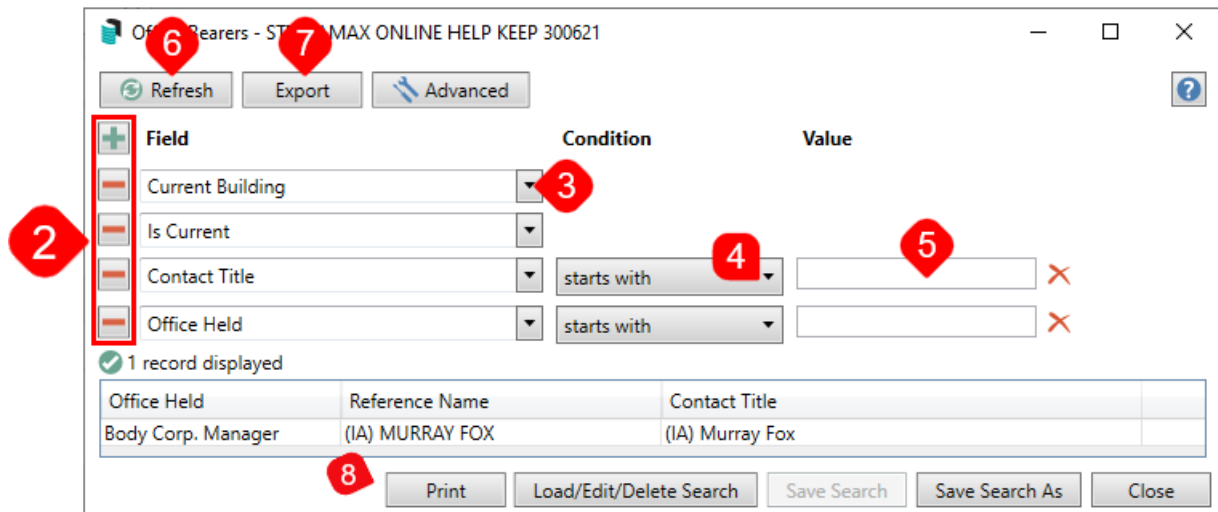 Of Bearers - ST AMAX ONLINE HELP KEEP 300621
6
7
Refresh Export Advanced ?
Field Condition Value
Current Building
3
Is Current
2
4
5
Contact Title starts with
Office Held starts with
1 record displayed
Office Held Reference Name Contact Title
Body Corp. Manager (IA) MURRAY FOX (IA) Murray Fox
8
Print Load/Edit/Delete Search Save Search Save Search As Close